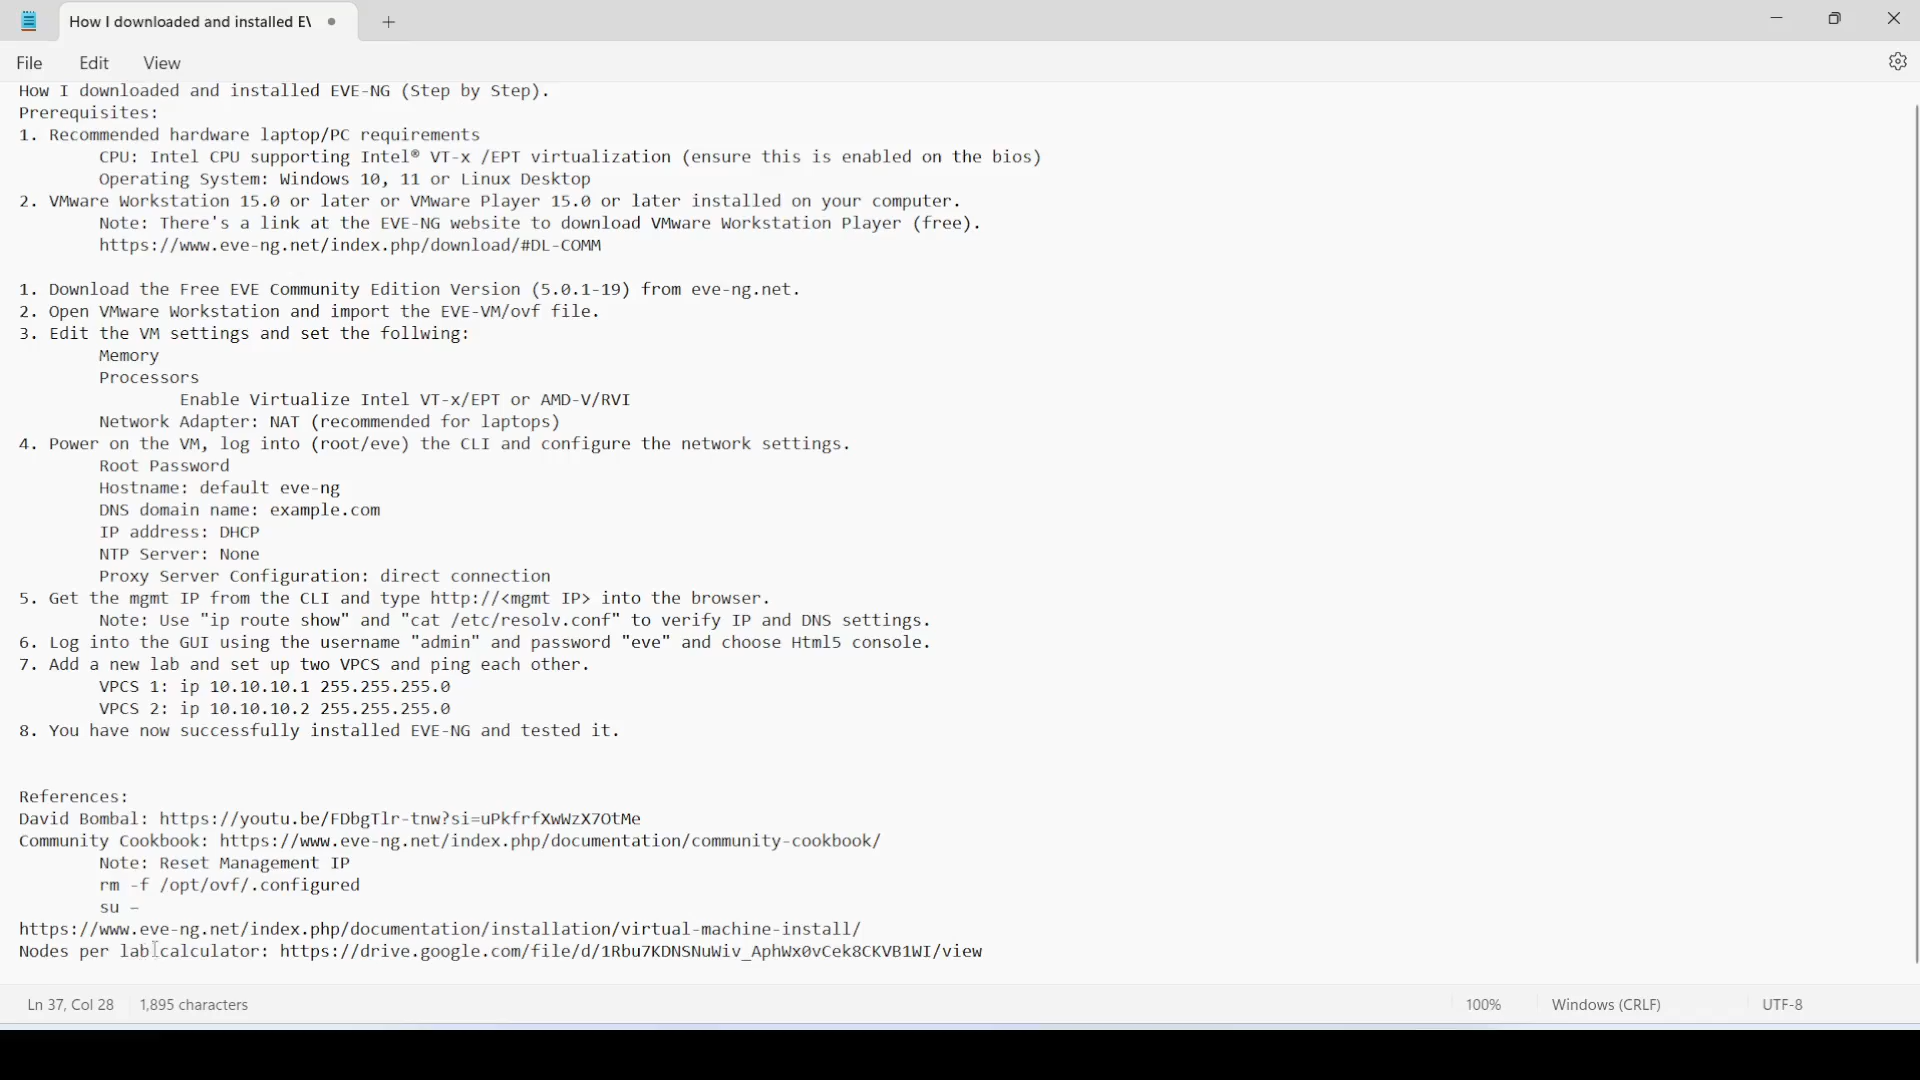 How I downloaded and installed EV
File Edit View
How I downloaded and installed EVE-NG (Step by Step).
Prerequisites:
1. Recommended hardware laptop/PC requirements
CPU: Intel CPU supporting Intel® VT-x /EPT virtualization (ensure this is enabled on the bios)
Operating System: Windows 10, 11 or Linux Desktop
2. VMware Workstation 15.0 or later or VMware Player 15.0 or later installed on your computer.
Note: There's a link at the EVE-NG website to download VMware Workstation Player (free).
https://www.eve-ng.net/index.php/download/#DL-COMM
1. Download the Free EVE Community Edition Version (5.0.1-19) from eve-ng.net.
2. Open VMware Workstation and import the EVE-VM/ovf file.
3. Edit the VM settings and set the follwing:
Memory
Processors
Enable Virtualize Intel VT-x/EPT or AMD-V/RVI
Network Adapter: NAT (recommended for laptops)
4. Power on the VM, log into (root/eve) the CLI and configure the network settings.
Root Password
Hostname: default eve-ng
DNS domain name: example.com
IP address: DHCP
NTP Server: None
Proxy Server Configuration: direct connection
5. Get the mgmt IP from the CLI and type http://<mgmt IP> into the browser.
Note: Use "ip route show" and "cat /etc/resolv.conf" to verify IP and DNS settings.
6. Log into the GUI using the username "admin" and password "eve" and choose Html5 console.
7. Add a new lab and set up two VPCS and ping each other.
VPCS 1: ip 10.10.10.1 255.255.255.0
VPCS 2: ip 10.10.10.2 255.255.255.0
8. You have now successfully installed EVE-NG and tested it.
References:
David Bombal: https://youtu.be/FDbgTlr-tnw?si=uPkfrfXwWzX7OtMe
Community Cookbook: https://www.eve-ng.net/index.php/documentation/community-cookbook/
Note: Reset Management IP
rm -f /opt/ovf/.configured
su –
https://www.eve-ng.net/index.php/documentation/installation/virtual-machine-install/
Nodes per lab calculator: https://drive.google.com/file/d/1Rbu7KDNSNuWiv_AphWx0vCek8CKVB1WI/view
Ln 37, Col 28 1,895 characters 100% Windows (CRLF) UTF-8